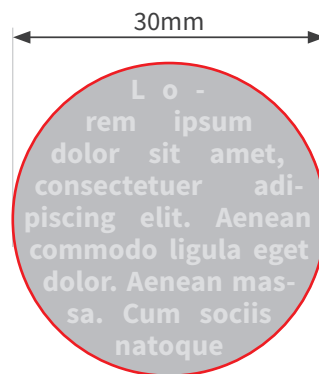 30mm
L o -
rem ipsum
dolor sit amet,
consectetuer adi-
piscing elit. Aenean
commodo ligula eget
dolor. Aenean mas-
sa. Cum sociis
natoque